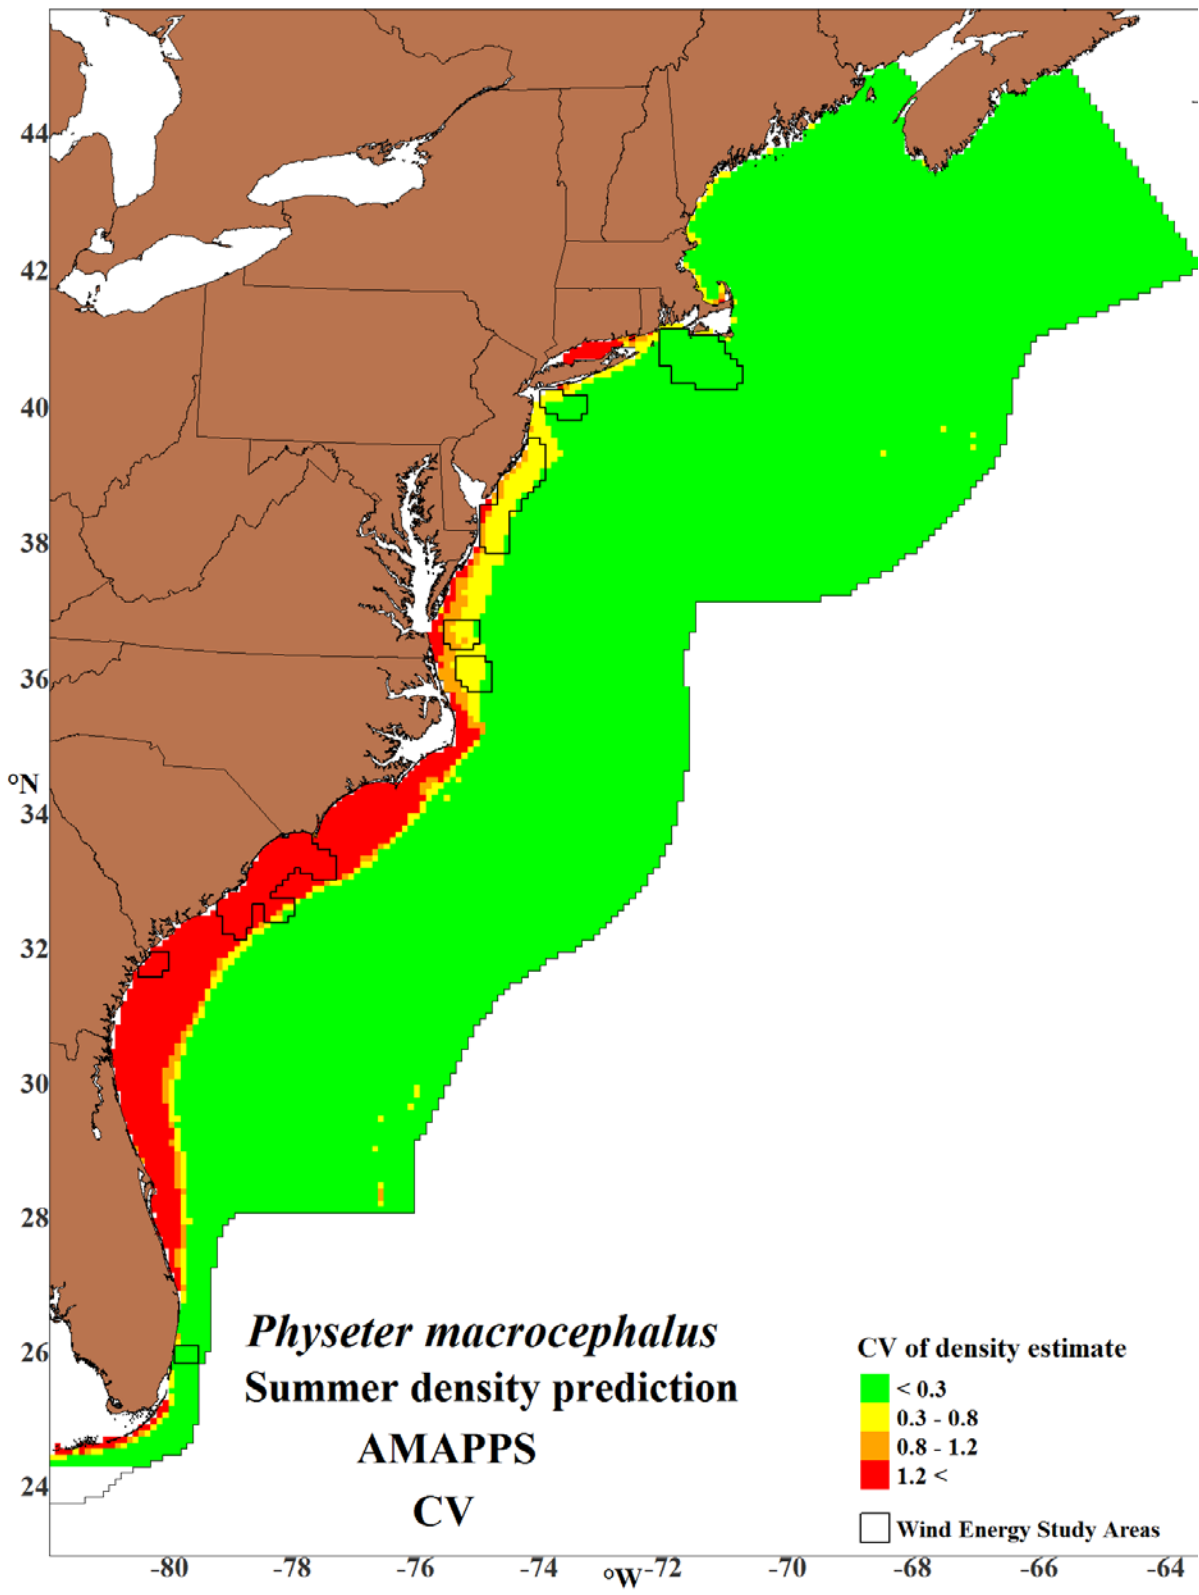 44
42
40
38
36
°N
34
32
30
28
26
24
Physeter macrocephalus
Summer density prediction
AMAPPS
CV
CV of density estimate
< 0.3
0.3 - 0.8
0.8 - 1.2
1.2 <
Wind Energy Study Areas
-80 -78 -76 -74 °W -72 -70 -68 -66 -64